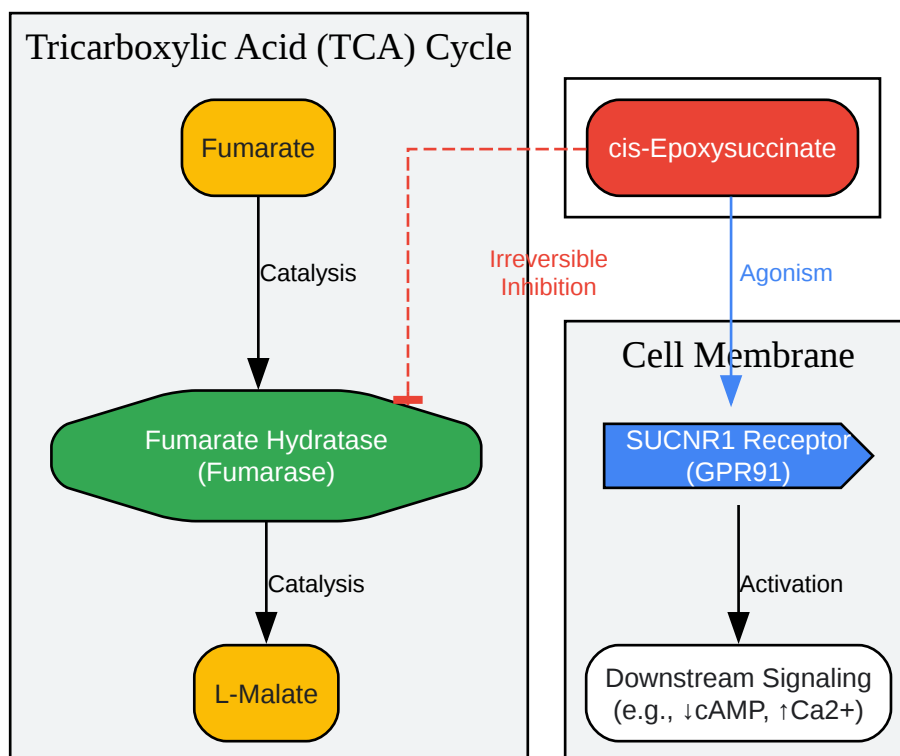 Tricarboxylic Acid (TCA) Cycle
Fumarate
cis-Epoxysuccinate
Catalysis
Irreversible
Inhibition
Agonism
Cell Membrane
Fumarate Hydratase
(Fumarase)
SUCNR1 Receptor
(GPR91)
Catalysis
Activation
L-Malate
Downstream Signaling
(e.g., ↓cAMP, ↑Ca2+)